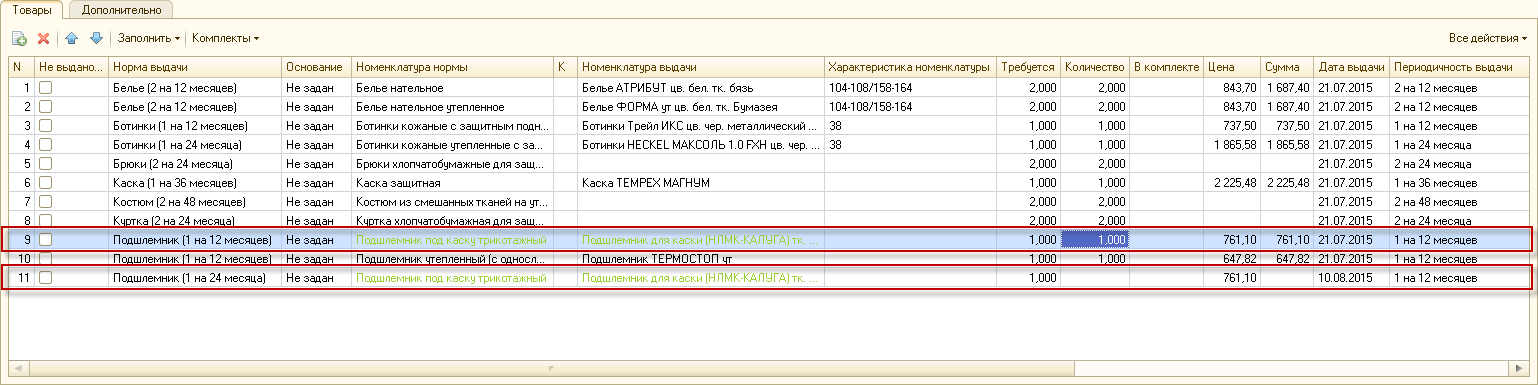 Товары Дополнительно
Заполнить Комплекты Все действия
N Не выдано... Норма выдачи Основание Номенклатура нормы К Номенклатура выдачи Характеристика номенклатуры Требуется Количество В комплекте Цена Сумма Дата выдачи Периодичность выдачи
1 Белье (2 на 12 месяцев) Не задан Белье нательное Белье АТРИБУТ цв. бел. тк. бязь 104-108/158-164 2,000 2,000 843,70 1 687,40 21.07.2015 2 на 12 месяцев
2 Белье (2 на 12 месяцев) Не задан Белье нательное утепленное Белье ФОРМА ут цв. бел. тк. Бумазея 104-108/158-164 2,000 2,000 843,70 1 687,40 21.07.2015 2 на 12 месяцев
3 Ботинки (1 на 12 месяцев) Не задан Ботинки кожаные с защитным подн... Ботинки Трейл ИКС цв. чер. металлический ... 38 1,000 1,000 737,50 737,50 21.07.2015 1 на 12 месяцев
4 Ботинки (1 на 24 месяца) Не задан Ботинки кожаные утепленные с за... Ботинки HECKEL МАКСОЛЬ 1.0 FXH цв. чер. ... 38 1,000 1,000 1 865,58 1 865,58 21.07.2015 1 на 24 месяца
5 Брюки (2 на 24 месяца) Не задан Брюки хлопчатобумажные для защ... 2,000 2,000 21.07.2015 2 на 24 месяца
6 Каска (1 на 36 месяцев) Не задан Каска защитная Каска TEMPEX МАГНУМ 1,000 1,000 2 225,48 2 225,48 21.07.2015 1 на 36 месяцев
7 Костюм (2 на 48 месяцев) Не задан Костюм из смешанных тканей на ут... 2,000 2,000 21.07.2015 2 на 48 месяцев
8 Куртка (2 на 24 месяца) Не задан Куртка хлопчатобумажная для защ... 2,000 2,000 21.07.2015 2 на 24 месяца
9 Подшлемник (1 на 12 месяцев) Не задан Подшлемник под каску трикотажный Подшлемник для каски (НЛМК-КАЛУГА) тк. ... 1,000 1,000 761,10 761,10 21.07.2015 1 на 12 месяцев
10 Подшлемник (1 на 12 месяцев) Не задан Подшлемник утепленный (с односл ... Подшлемник ТЕРМОСТОП ут 1,000 1,000 647,82 647,82 21.07.2015 1 на 12 месяцев
11 Подшлемник (1 на 24 месяца) Не задан Подшлемник под каску трикотажный Подшлемник для каски (НЛМК-КАЛУГА) тк. ... 1,000 761,10 10.08.2015 1 на 12 месяцев